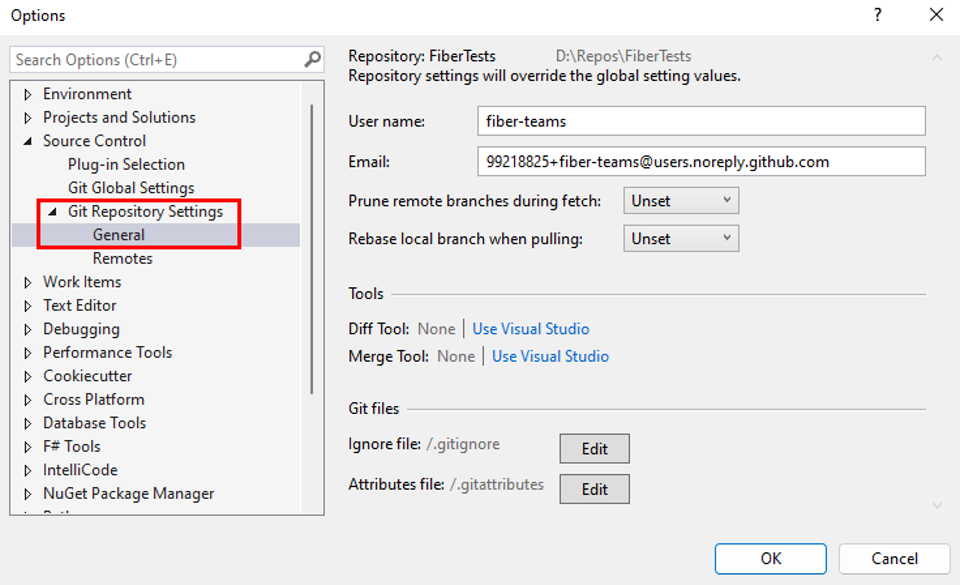 Options
?
Search Options (Ctrl+E)
Environment
Projects and Solutions
Source Control
Plug-in Selection
Git Global Settings
Git Repository Settings
General
Remotes
Work Items
Text Editor
Debugging
Performance Tools
Cookiecutter
Cross Platform
Database Tools
F# Tools
IntelliCode
NuGet Package Manager
Repository: FiberTests D:\Repos\FiberTests
Repository settings will override the global setting values.
User name: fiber-teams
Email: 99218825+fiber-teams@users.noreply.github.com
Prune remote branches during fetch: Unset
Rebase local branch when pulling: Unset
Tools
Diff Tool: None | Use Visual Studio
Merge Tool: None | Use Visual Studio
Git files
Ignore file: /.gitignore Edit
Attributes file: /.gitattributes Edit
OK Cancel